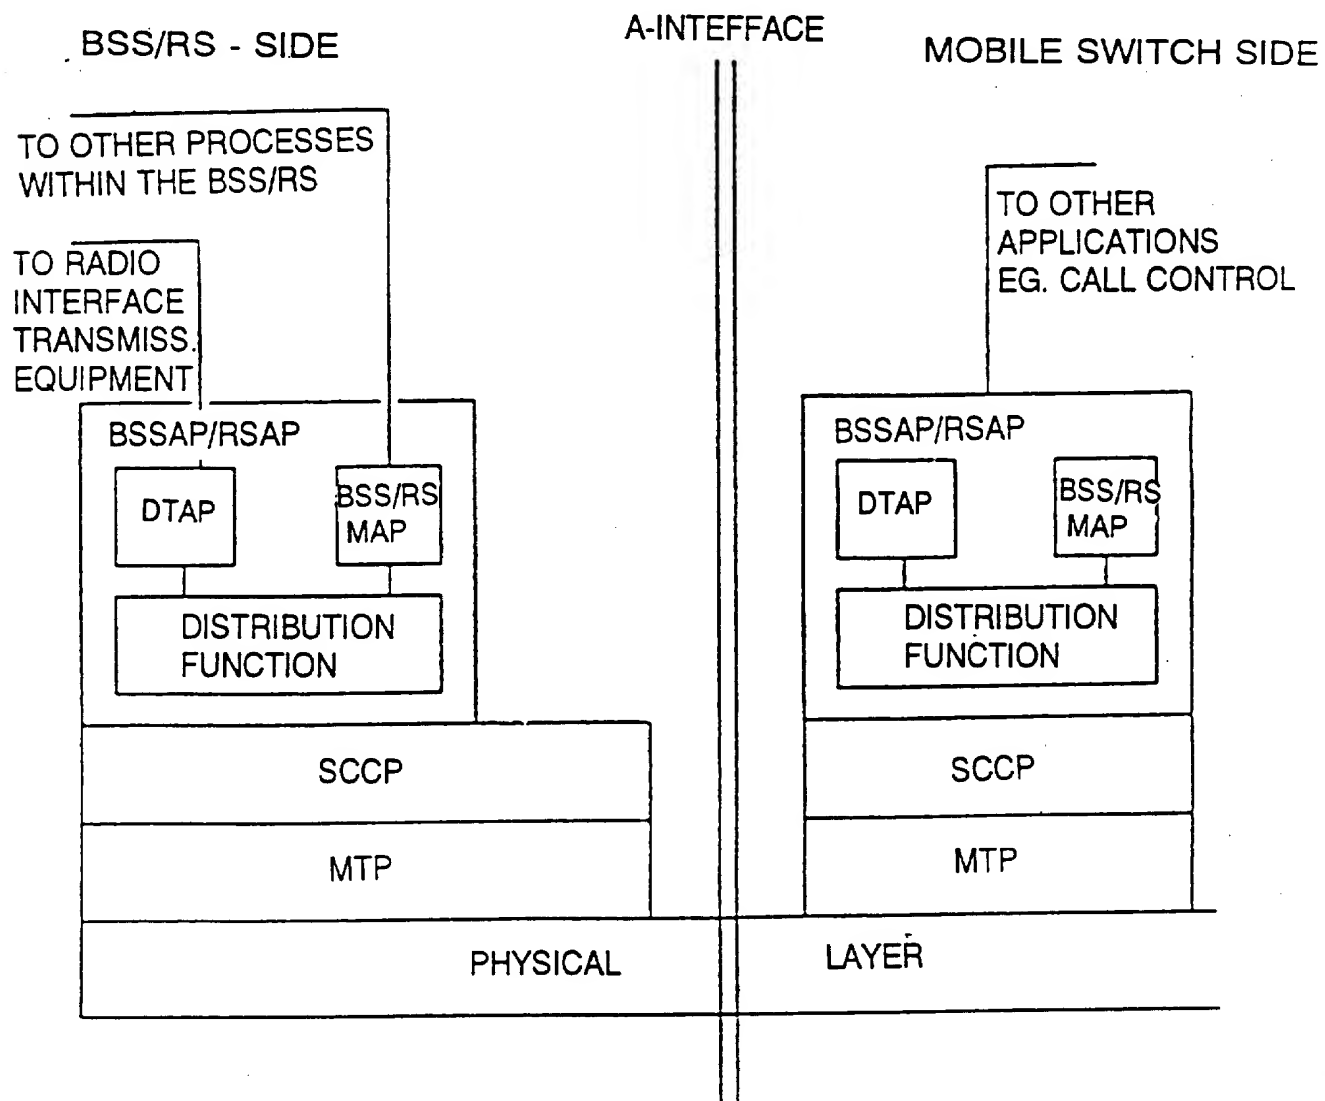 BSS/RS - SIDE
A-INTEFFACE
MOBILE SWITCH SIDE
TO OTHER PROCESSES
WITHIN THE BSS/RS
TO RADIO
INTERFACE
TRANSMISS.
EQUIPMENT
TO OTHER
APPLICATIONS
EG. CALL CONTROL
BSSAP/RSAP
DTAP
BSS/RS
MAP
DISTRIBUTION
FUNCTION
SCCP
MTP
BSSAP/RSAP
DTAP
BSS/RS
MAP
DISTRIBUTION
FUNCTION
SCCP
MTP
PHYSICAL LAYER